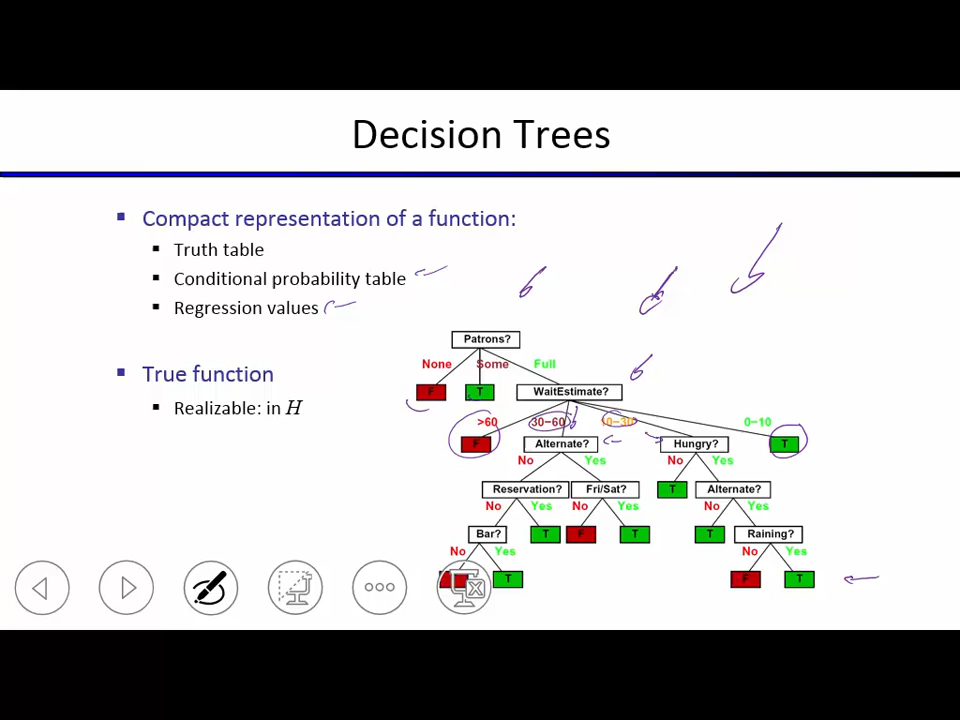 Decision Trees
Compact representation of a function:
Truth table
Conditional probability table
Regression values
True function
Realizable: in H
Patrons?
None Some Full
F T WaitEstimate?
>60 30−60 10−30 0−10
F Alternate? Hungry? T
No Yes No Yes
Reservation? Fri/Sat? T Alternate?
No Yes No Yes No Yes
Bar? T F T T Raining?
No Yes No Yes
T F T